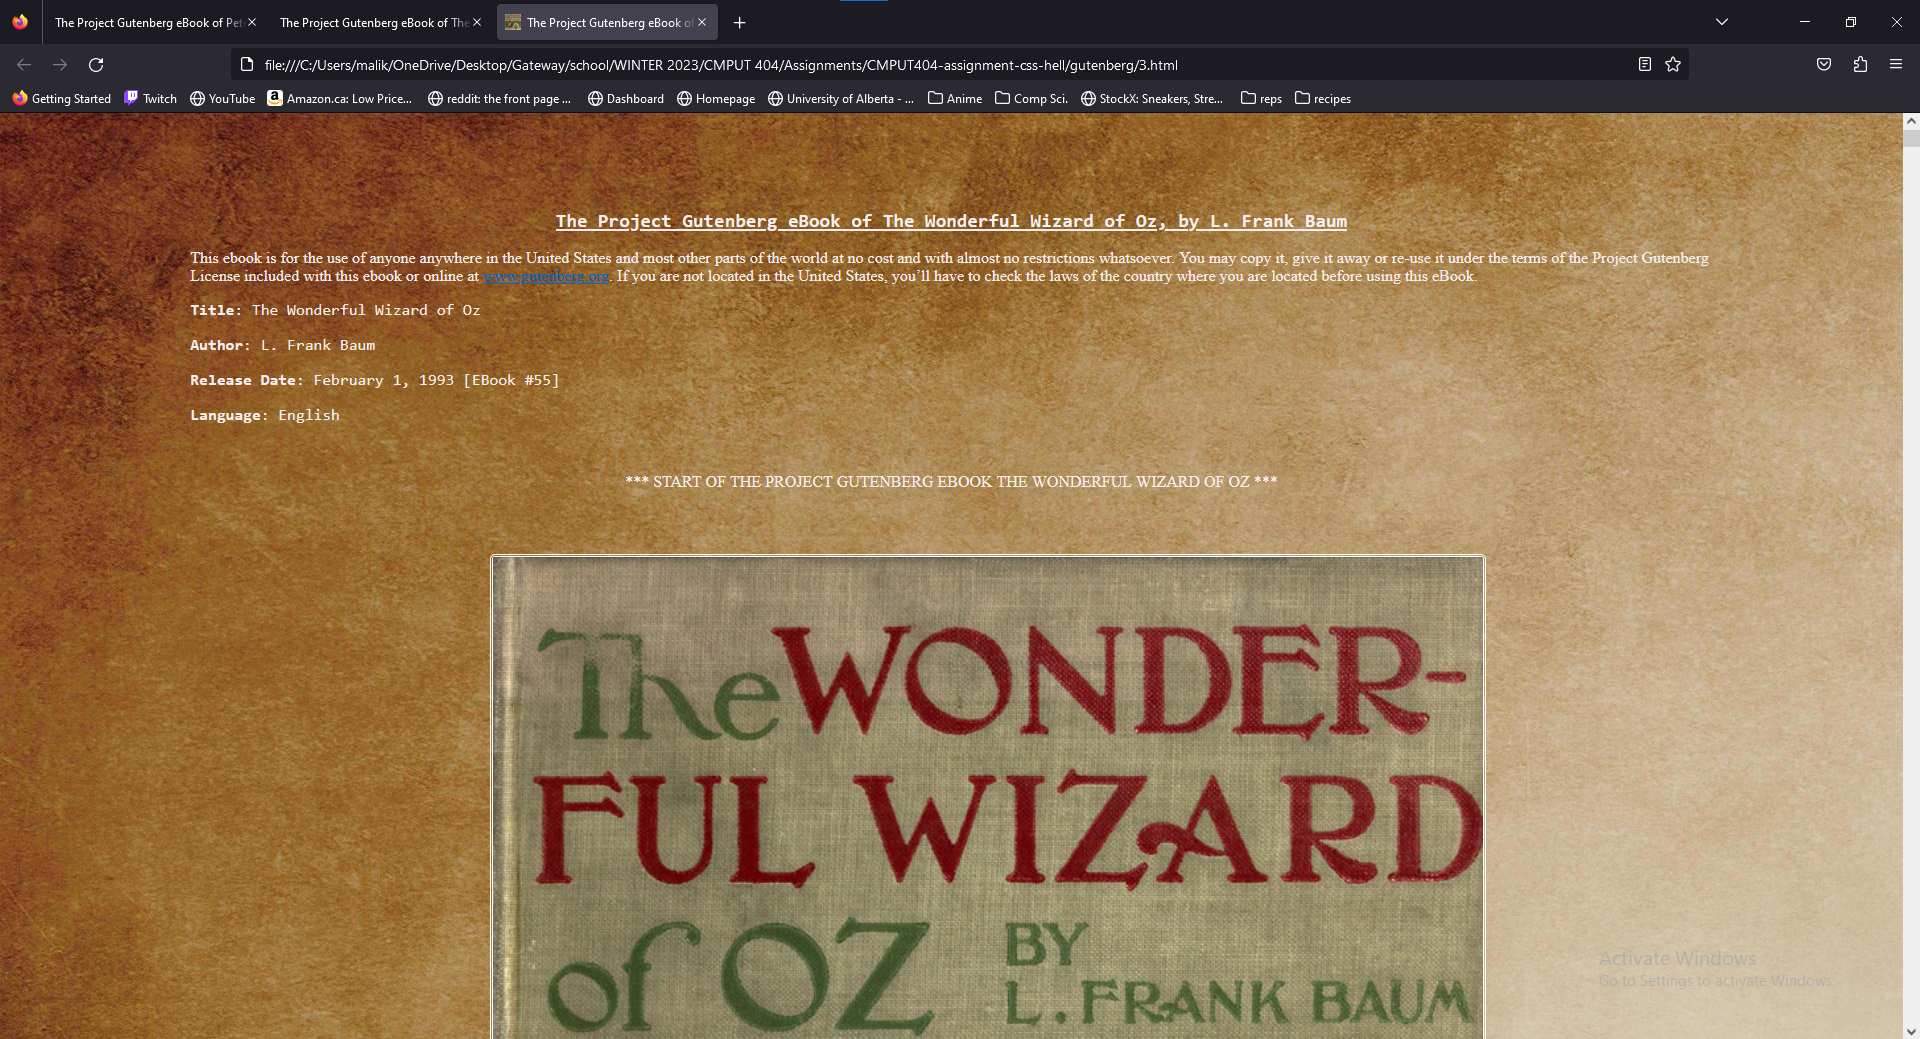 The Project Gutenberg eBook of Pet
The Project Gutenberg eBook of The
The Project Gutenberg eBook of
file:///C:/Users/malik/OneDrive/Desktop/Gateway/school/WINTER 2023/CMPUT 404/Assignments/CMPUT404-assignment-css-hell/gutenberg/3.html
Getting Started Twitch YouTube Amazon.ca: Low Price... reddit: the front page ... Dashboard Homepage University of Alberta - ... Anime Comp Sci. StockX: Sneakers, Stre... reps recipes
The Project Gutenberg eBook of The Wonderful Wizard of Oz, by L. Frank Baum
This ebook is for the use of anyone anywhere in the United States and most other parts of the world at no cost and with almost no restrictions whatsoever. You may copy it, give it away or re-use it under the terms of the Project Gutenberg
License included with this ebook or online at www.gutenberg.org. If you are not located in the United States, you’ll have to check the laws of the country where you are located before using this eBook.
Title: The Wonderful Wizard of Oz
Author: L. Frank Baum
Release Date: February 1, 1993 [EBook #55]
Language: English
*** START OF THE PROJECT GUTENBERG EBOOK THE WONDERFUL WIZARD OF OZ ***
The WONDER-
FUL WIZARD
of OZ BY
L. FRANK BAUM
Activate Windows
Go to Settings to activate Windows.